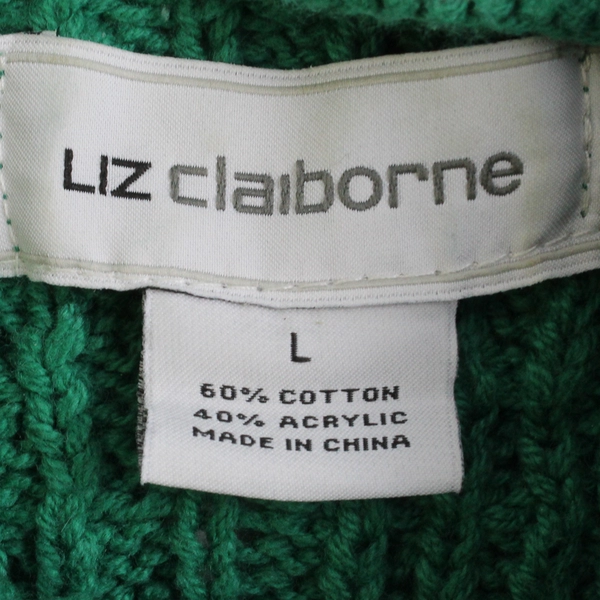 LIZ claiborne
L
60% COTTON
40% ACRYLIC
MADE IN CHINA